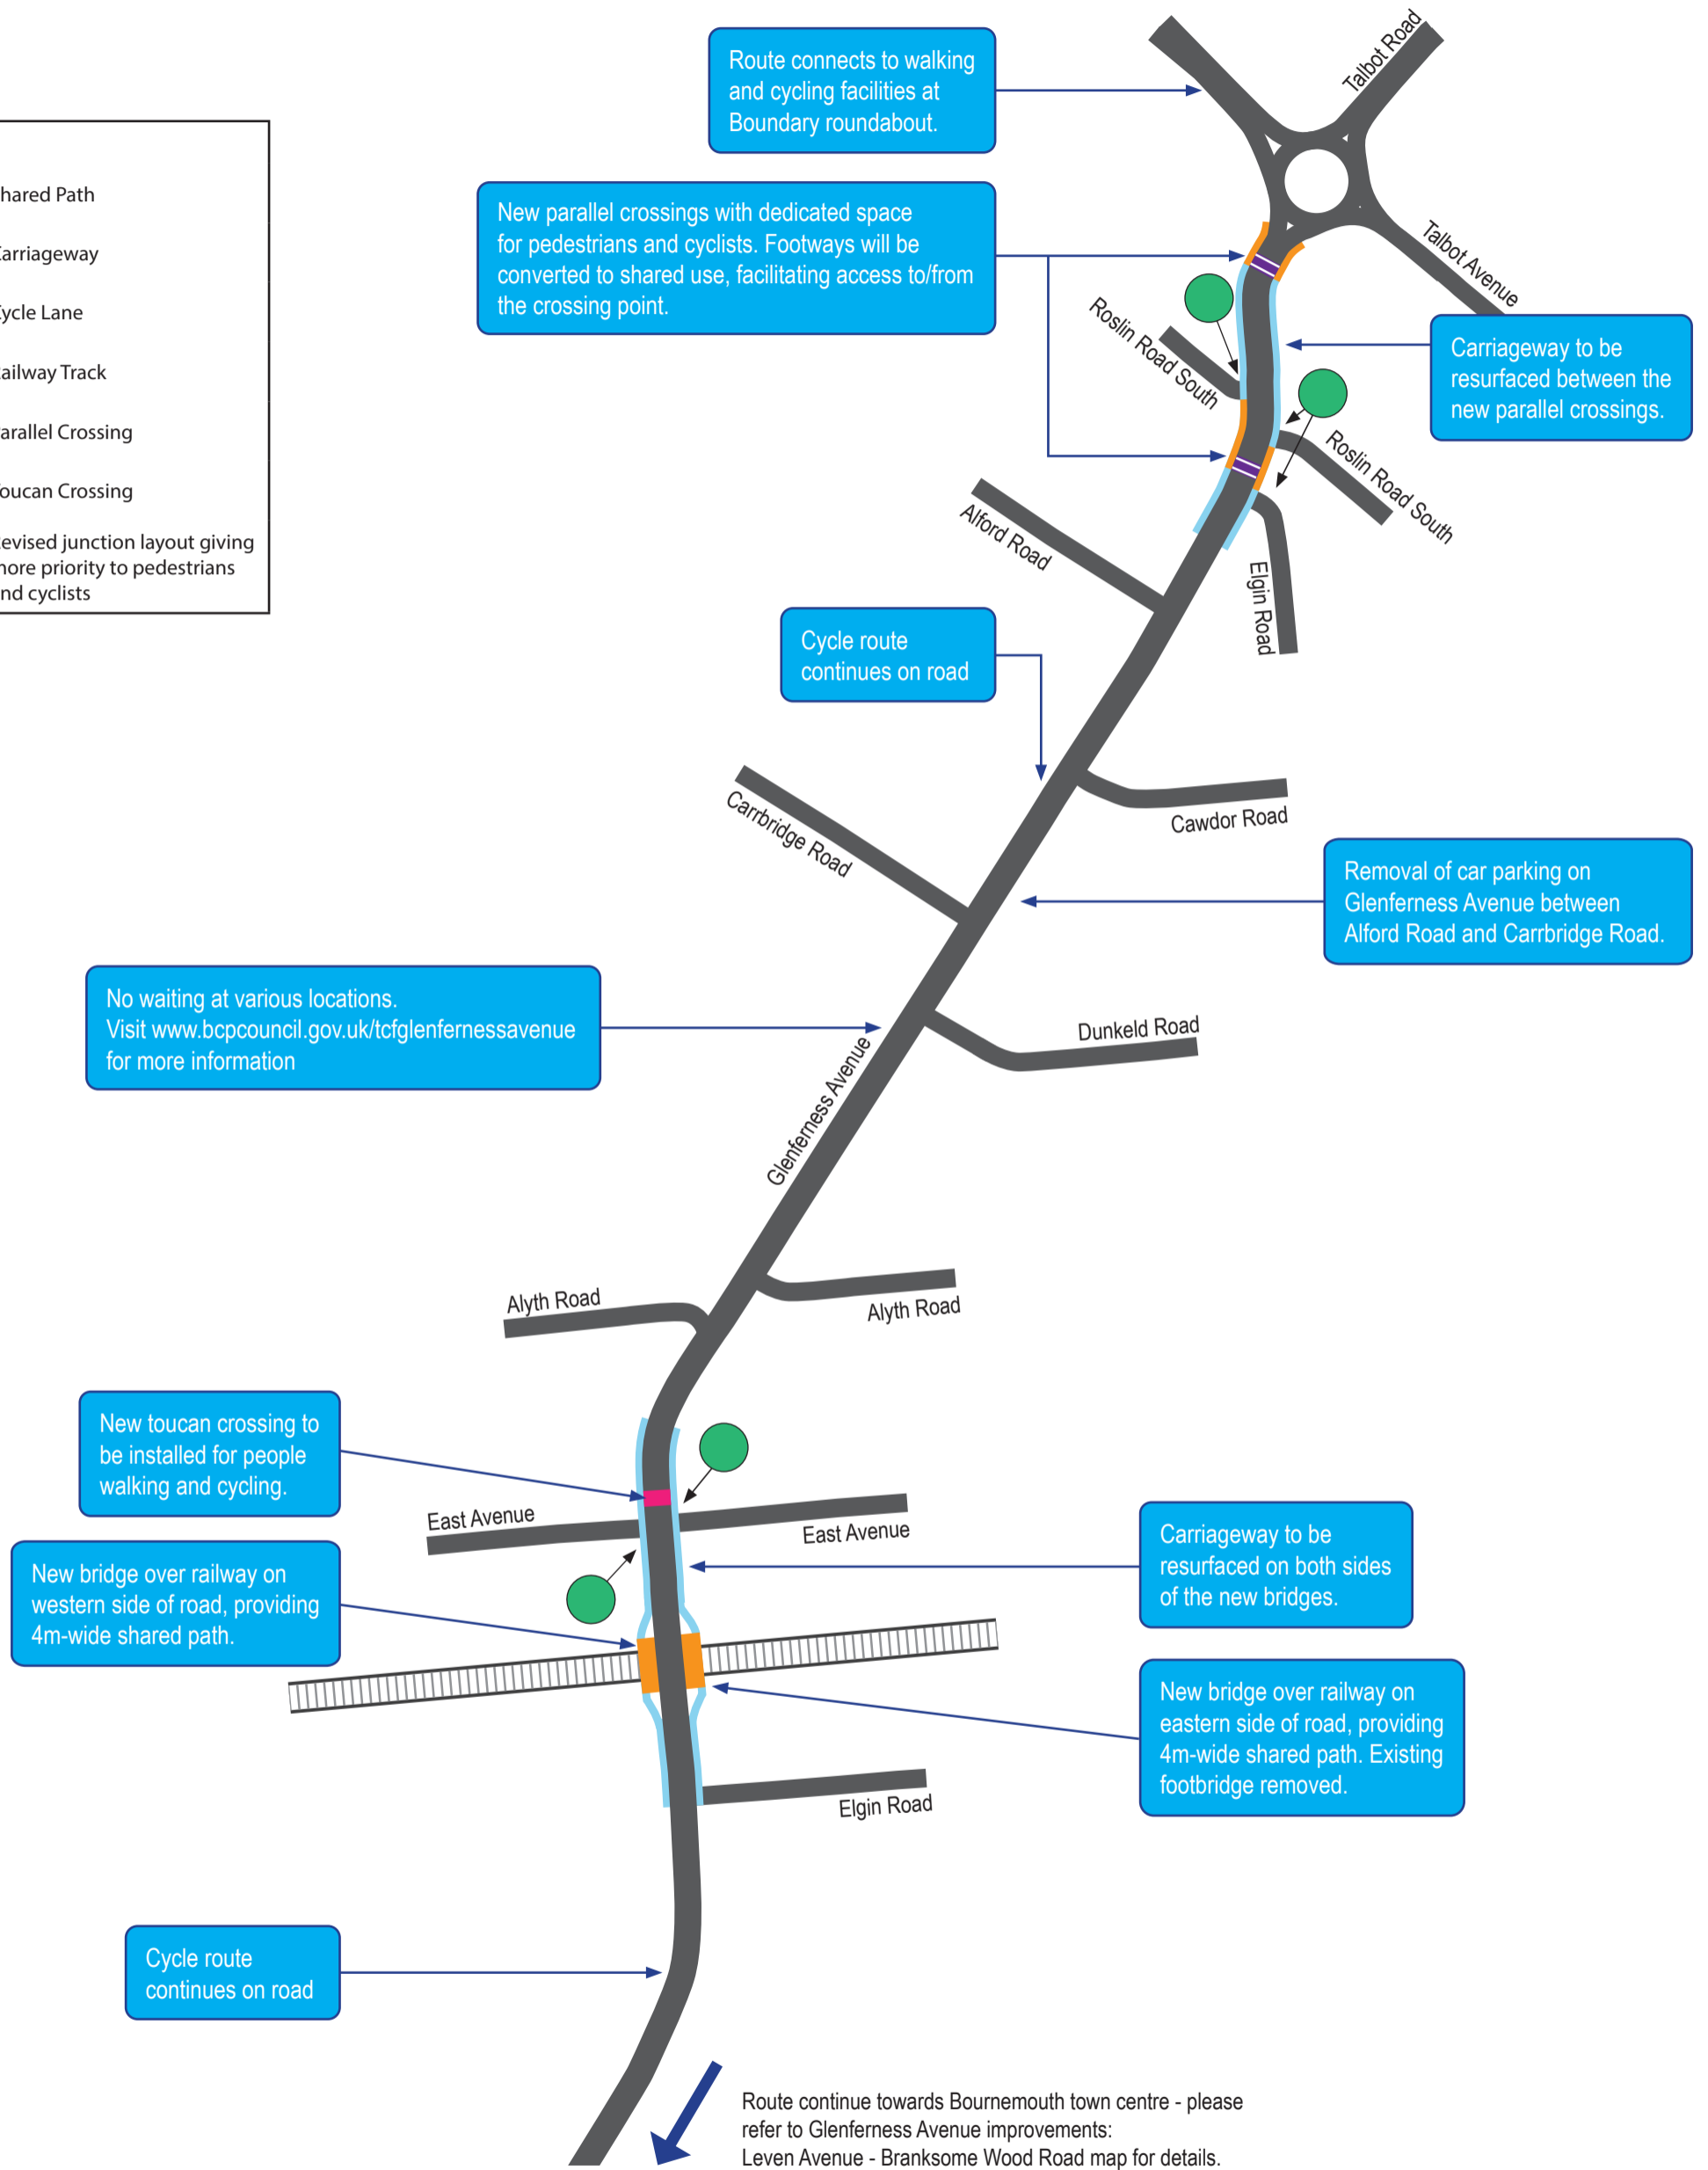 Talbot Road
Route connects to walking
and cycling facilities at
Boundary roundabout.
hared Path
arriageway
ycle Lane
ailway Track
arallel Crossing
oucan Crossing
evised junction layout giving
ore priority to pedestrians
nd cyclists
New parallel crossings with dedicated space
for pedestrians and cyclists. Footways will be
converted to shared use, facilitating access to/from
the crossing point.
Talbot Avenue
Roslin Road South
Carriageway to be
resurfaced between the
new parallel crossings.
Roslin Road South
Alford Road
Elgin Road
Cycle route
continues on road
Carrbridge Road
Cawdor Road
Removal of car parking on
Glenferness Avenue between
Alford Road and Carrbridge Road.
No waiting at various locations.
Visit www.bcpcouncil.gov.uk/tcfglenfernessavenue
for more information
Dunkeld Road
Glenferness Avenue
Alyth Road
Alyth Road
New toucan crossing to
be installed for people
walking and cycling.
East Avenue
East Avenue
Carriageway to be
resurfaced on both sides
of the new bridges.
New bridge over railway on
western side of road, providing
4m-wide shared path.
New bridge over railway on
eastern side of road, providing
4m-wide shared path. Existing
footbridge removed.
Elgin Road
Cycle route
continues on road
Route continue towards Bournemouth town centre - please
refer to Glenferness Avenue improvements:
Leven Avenue - Branksome Wood Road map for details.